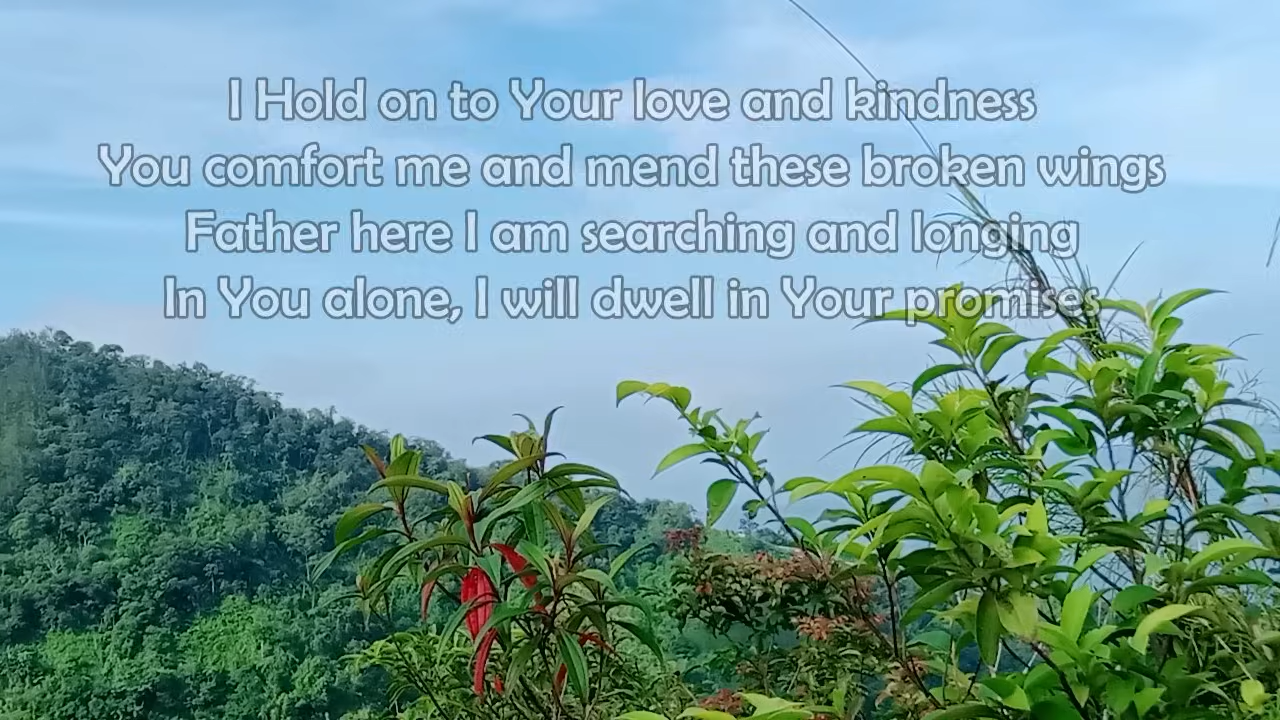 I Hold on to Your love and kindness
You comfort me and mend these broken wings
Father here I am searching and longing
In You alone, I will dwell in Your promises